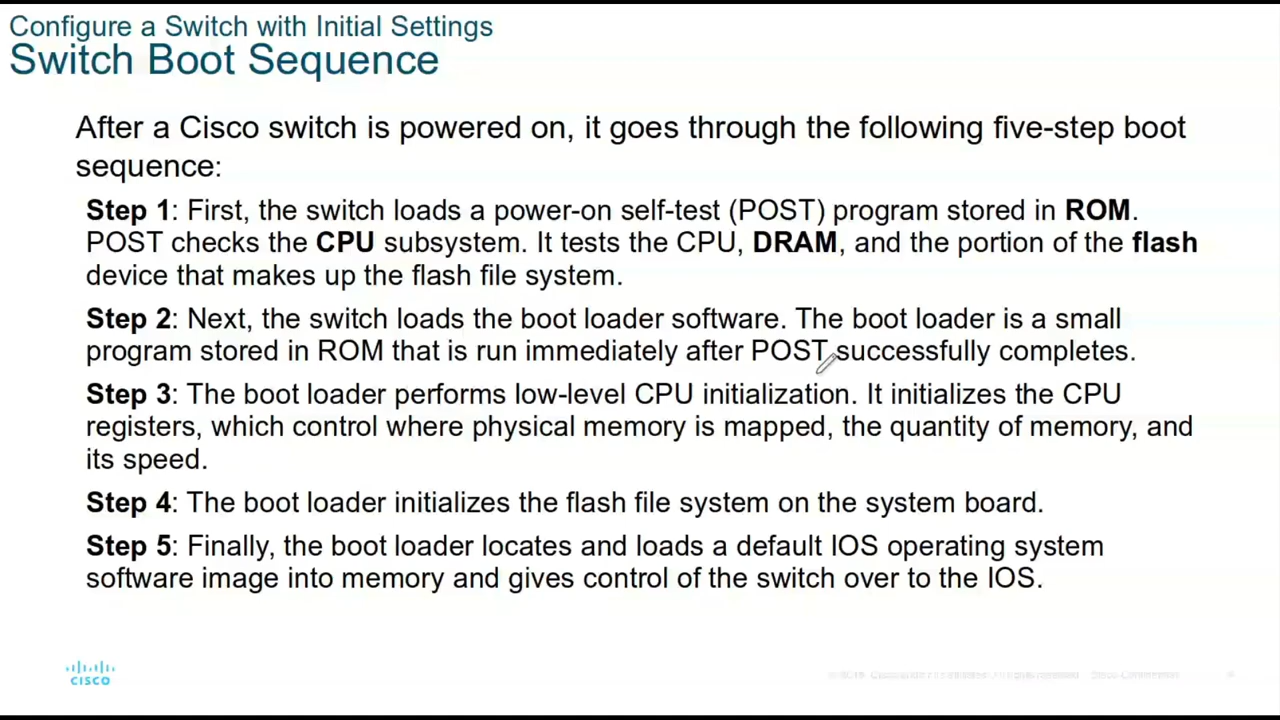 Configure a Switch with Initial Settings
Switch Boot Sequence
After a Cisco switch is powered on, it goes through the following five-step boot
sequence:
Step 1: First, the switch loads a power-on self-test (POST) program stored in ROM.
POST checks the CPU subsystem. It tests the CPU, DRAM, and the portion of the flash
device that makes up the flash file system.
Step 2: Next, the switch loads the boot loader software. The boot loader is a small
program stored in ROM that is run immediately after POST successfully completes.
Step 3: The boot loader performs low-level CPU initialization. It initializes the CPU
registers, which control where physical memory is mapped, the quantity of memory, and
its speed.
Step 4: The boot loader initializes the flash file system on the system board.
Step 5: Finally, the boot loader locates and loads a default IOS operating system
software image into memory and gives control of the switch over to the IOS.
CISCO